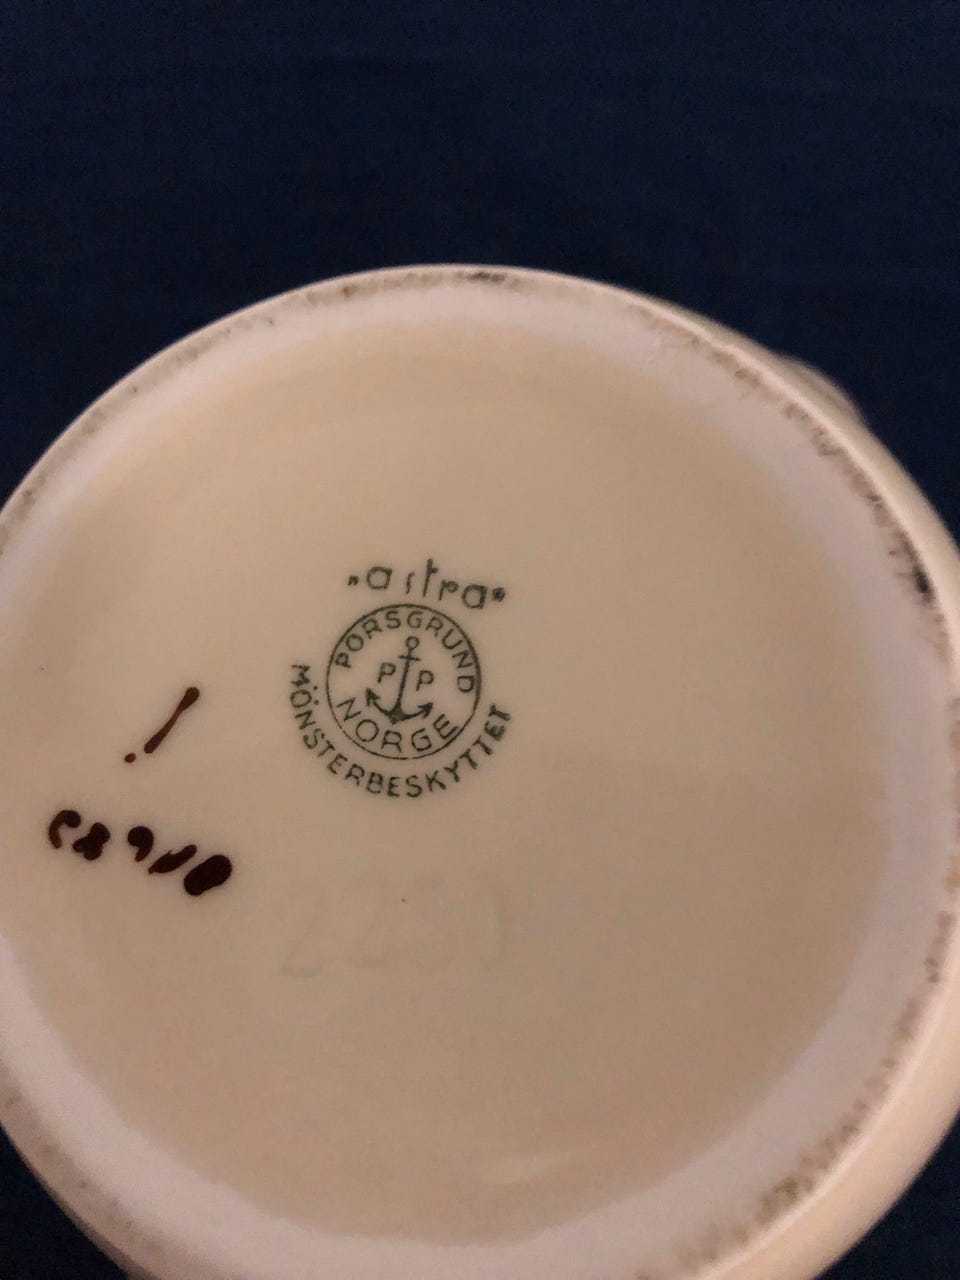 „astra"
PORSGRUND
P P
NORGE
MÖNSTERBESKYTTET